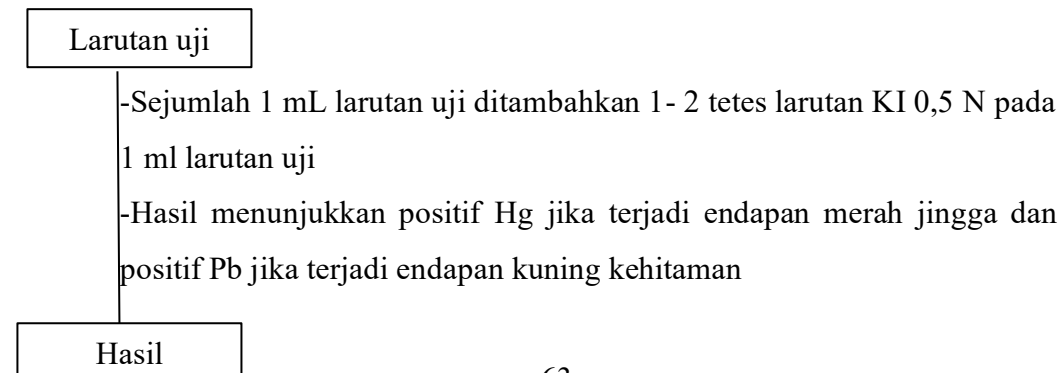 Larutan uji
-Sejumlah 1 mL larutan uji ditambahkan 1- 2 tetes larutan KI 0,5 N pada
1 ml larutan uji
-Hasil menunjukkan positif Hg jika terjadi endapan merah jingga dan
positif Pb jika terjadi endapan kuning kehitaman
Hasil